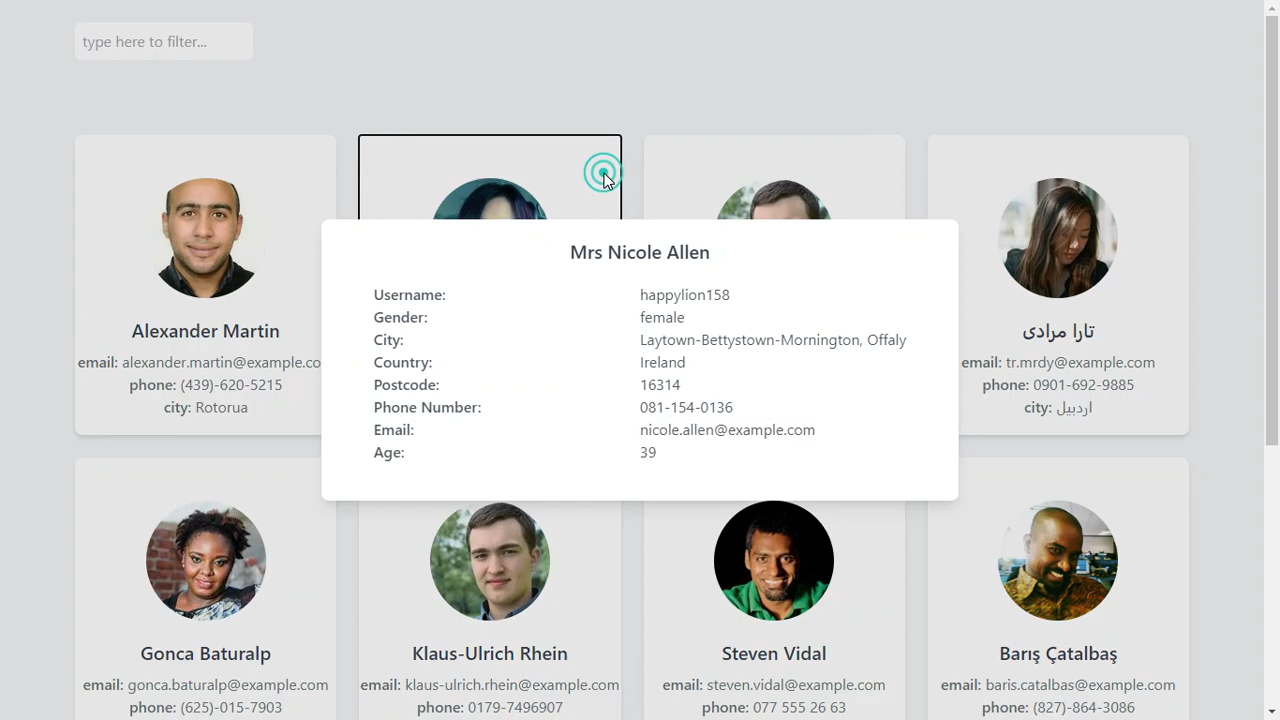 type here to filter...
Mrs Nicole Allen
Username: happylion158
Gender: female
City: Laytown-Bettystown-Mornington, Offaly
Country: Ireland
Postcode: 16314
Phone Number: 081-154-0136
Email: nicole.allen@example.com
Age: 39
Alexander Martin
email: alexander.martin@example.co
phone: (439)-620-5215
city: Rotorua
تارا مرادی
email: tr.mrdy@example.com
phone: 0901-692-9885
city: اردبیل
Gonca Baturalp
email: gonca.baturalp@example.com
phone: (625)-015-7903
Klaus-Ulrich Rhein
email: klaus-ulrich.rhein@example.com
phone: 0179-7496907
Steven Vidal
email: steven.vidal@example.com
phone: 077 555 26 63
Barış Çatalbaş
email: baris.catalbas@example.com
phone: (827)-864-3086